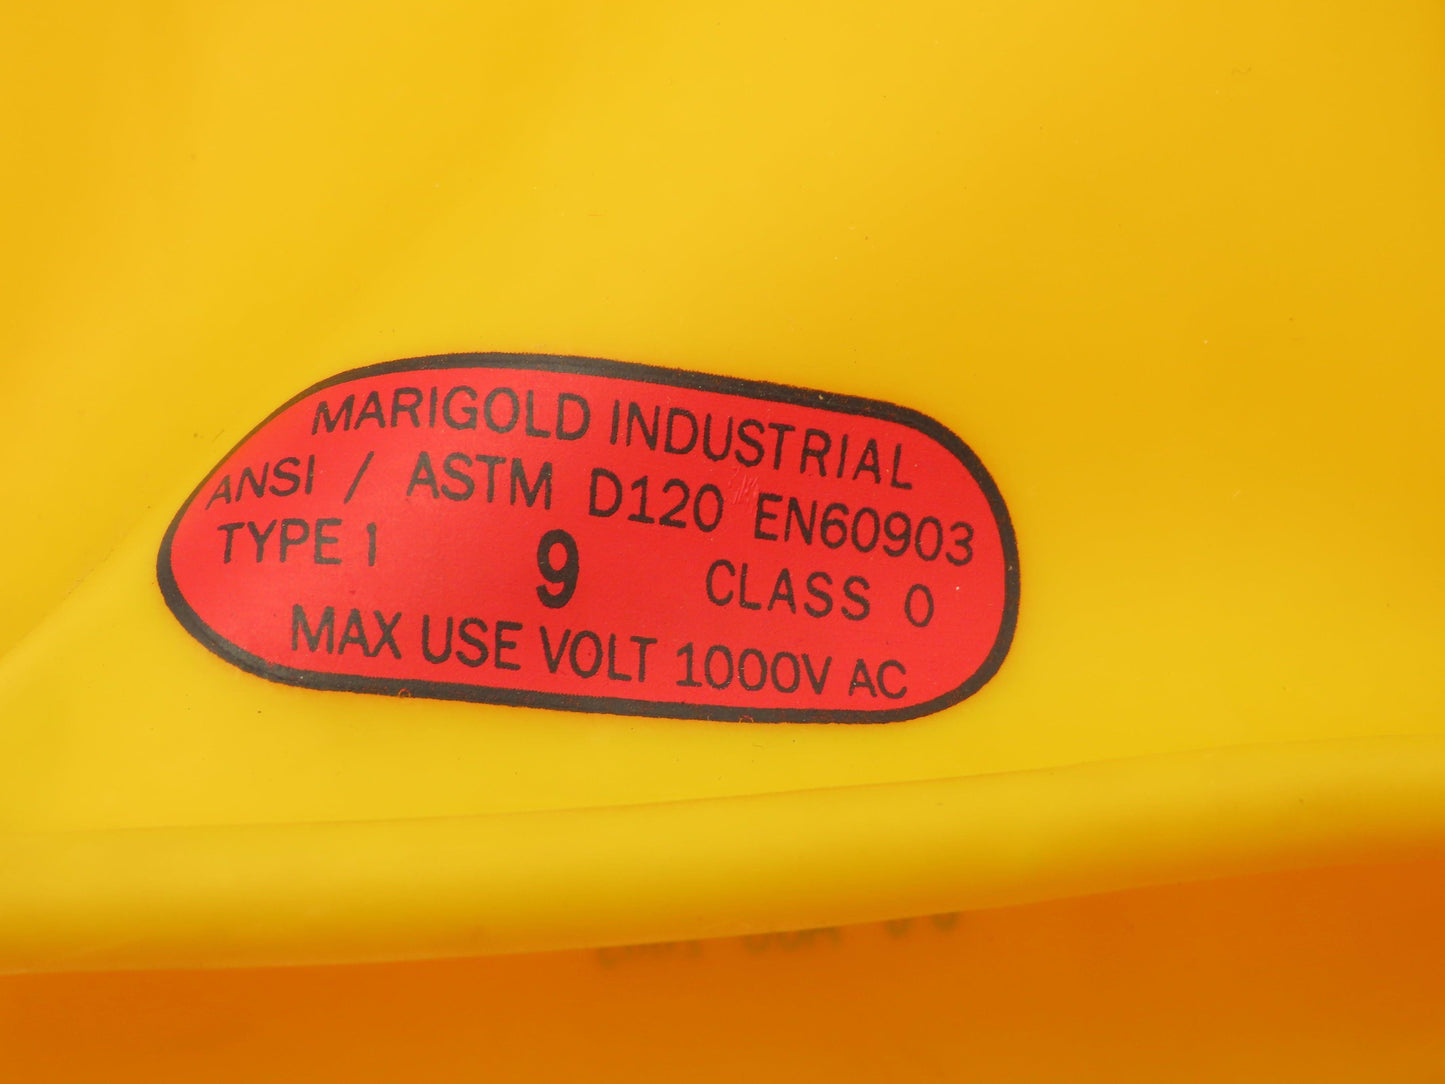 MARIGOLD INDUSTRIAL
ANSI / ASTM D120 EN60903
TYPE 1 9 CLASS 0
MAX USE VOLT 1000V AC